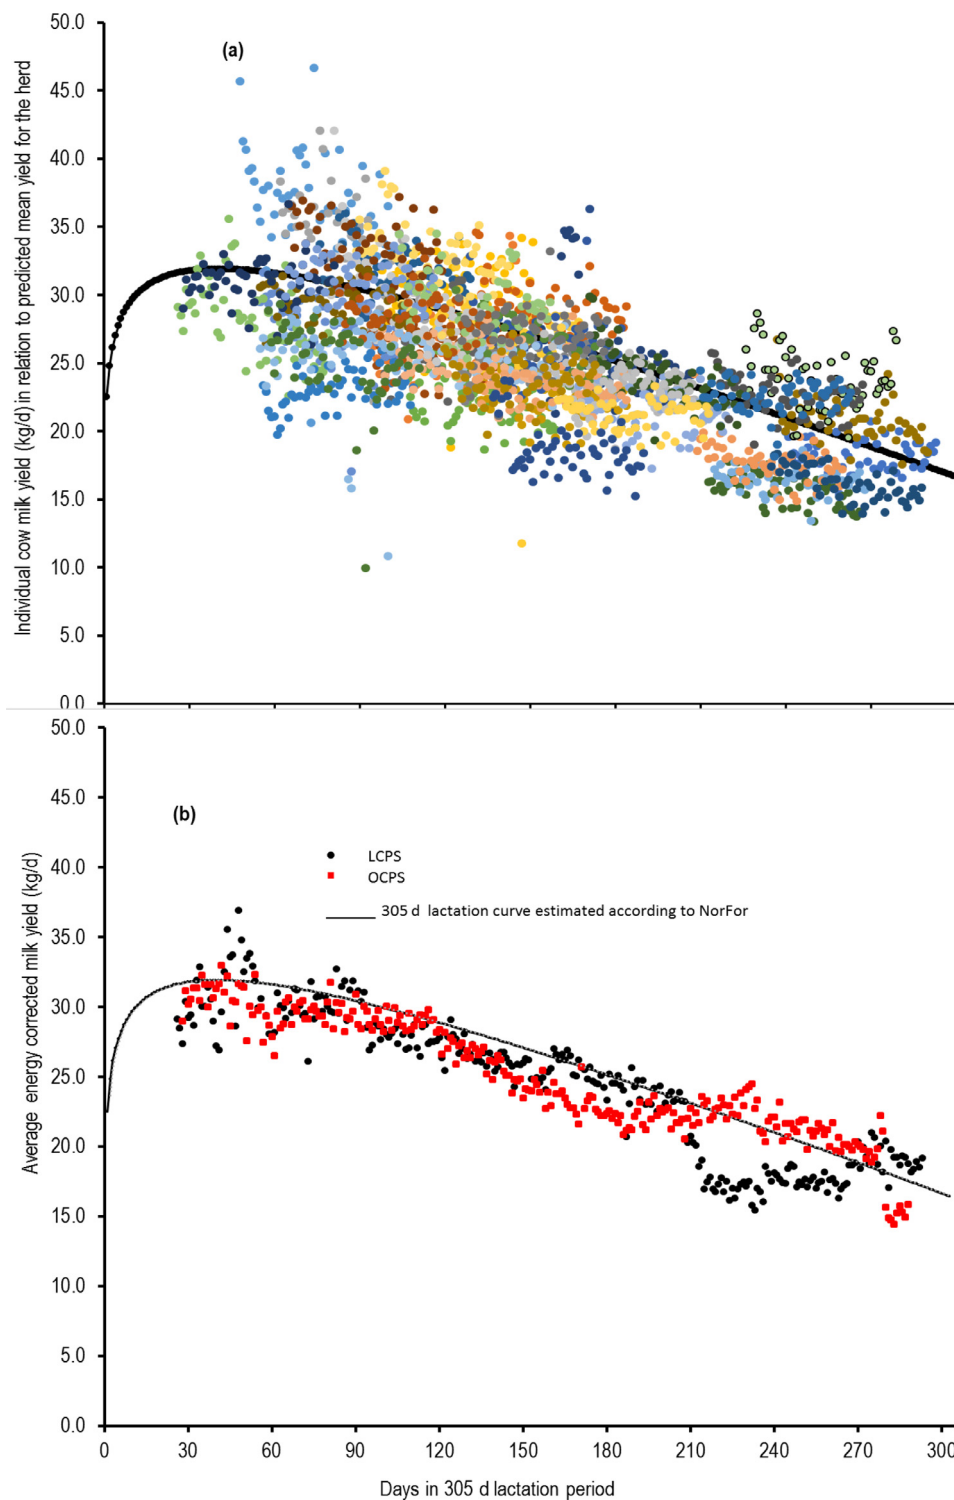 50.0
(a)
45.0
40.0
35.0
30.0
25.0
20.0
15.0
10.0
5.0
0.0
Individual cow milk yield (kg/d) in relation to predicted mean yield for the herd
50.0
45.0
(b)
40.0
LCPS
OCPS
305 d lactation curve estimated according to NorFor
35.0
30.0
25.0
20.0
15.0
10.0
5.0
0.0
Average energy corrected milk yield (kg/d)
0 30 60 90 120 150 180 210 240 270 300
Days in 305 d lactation period